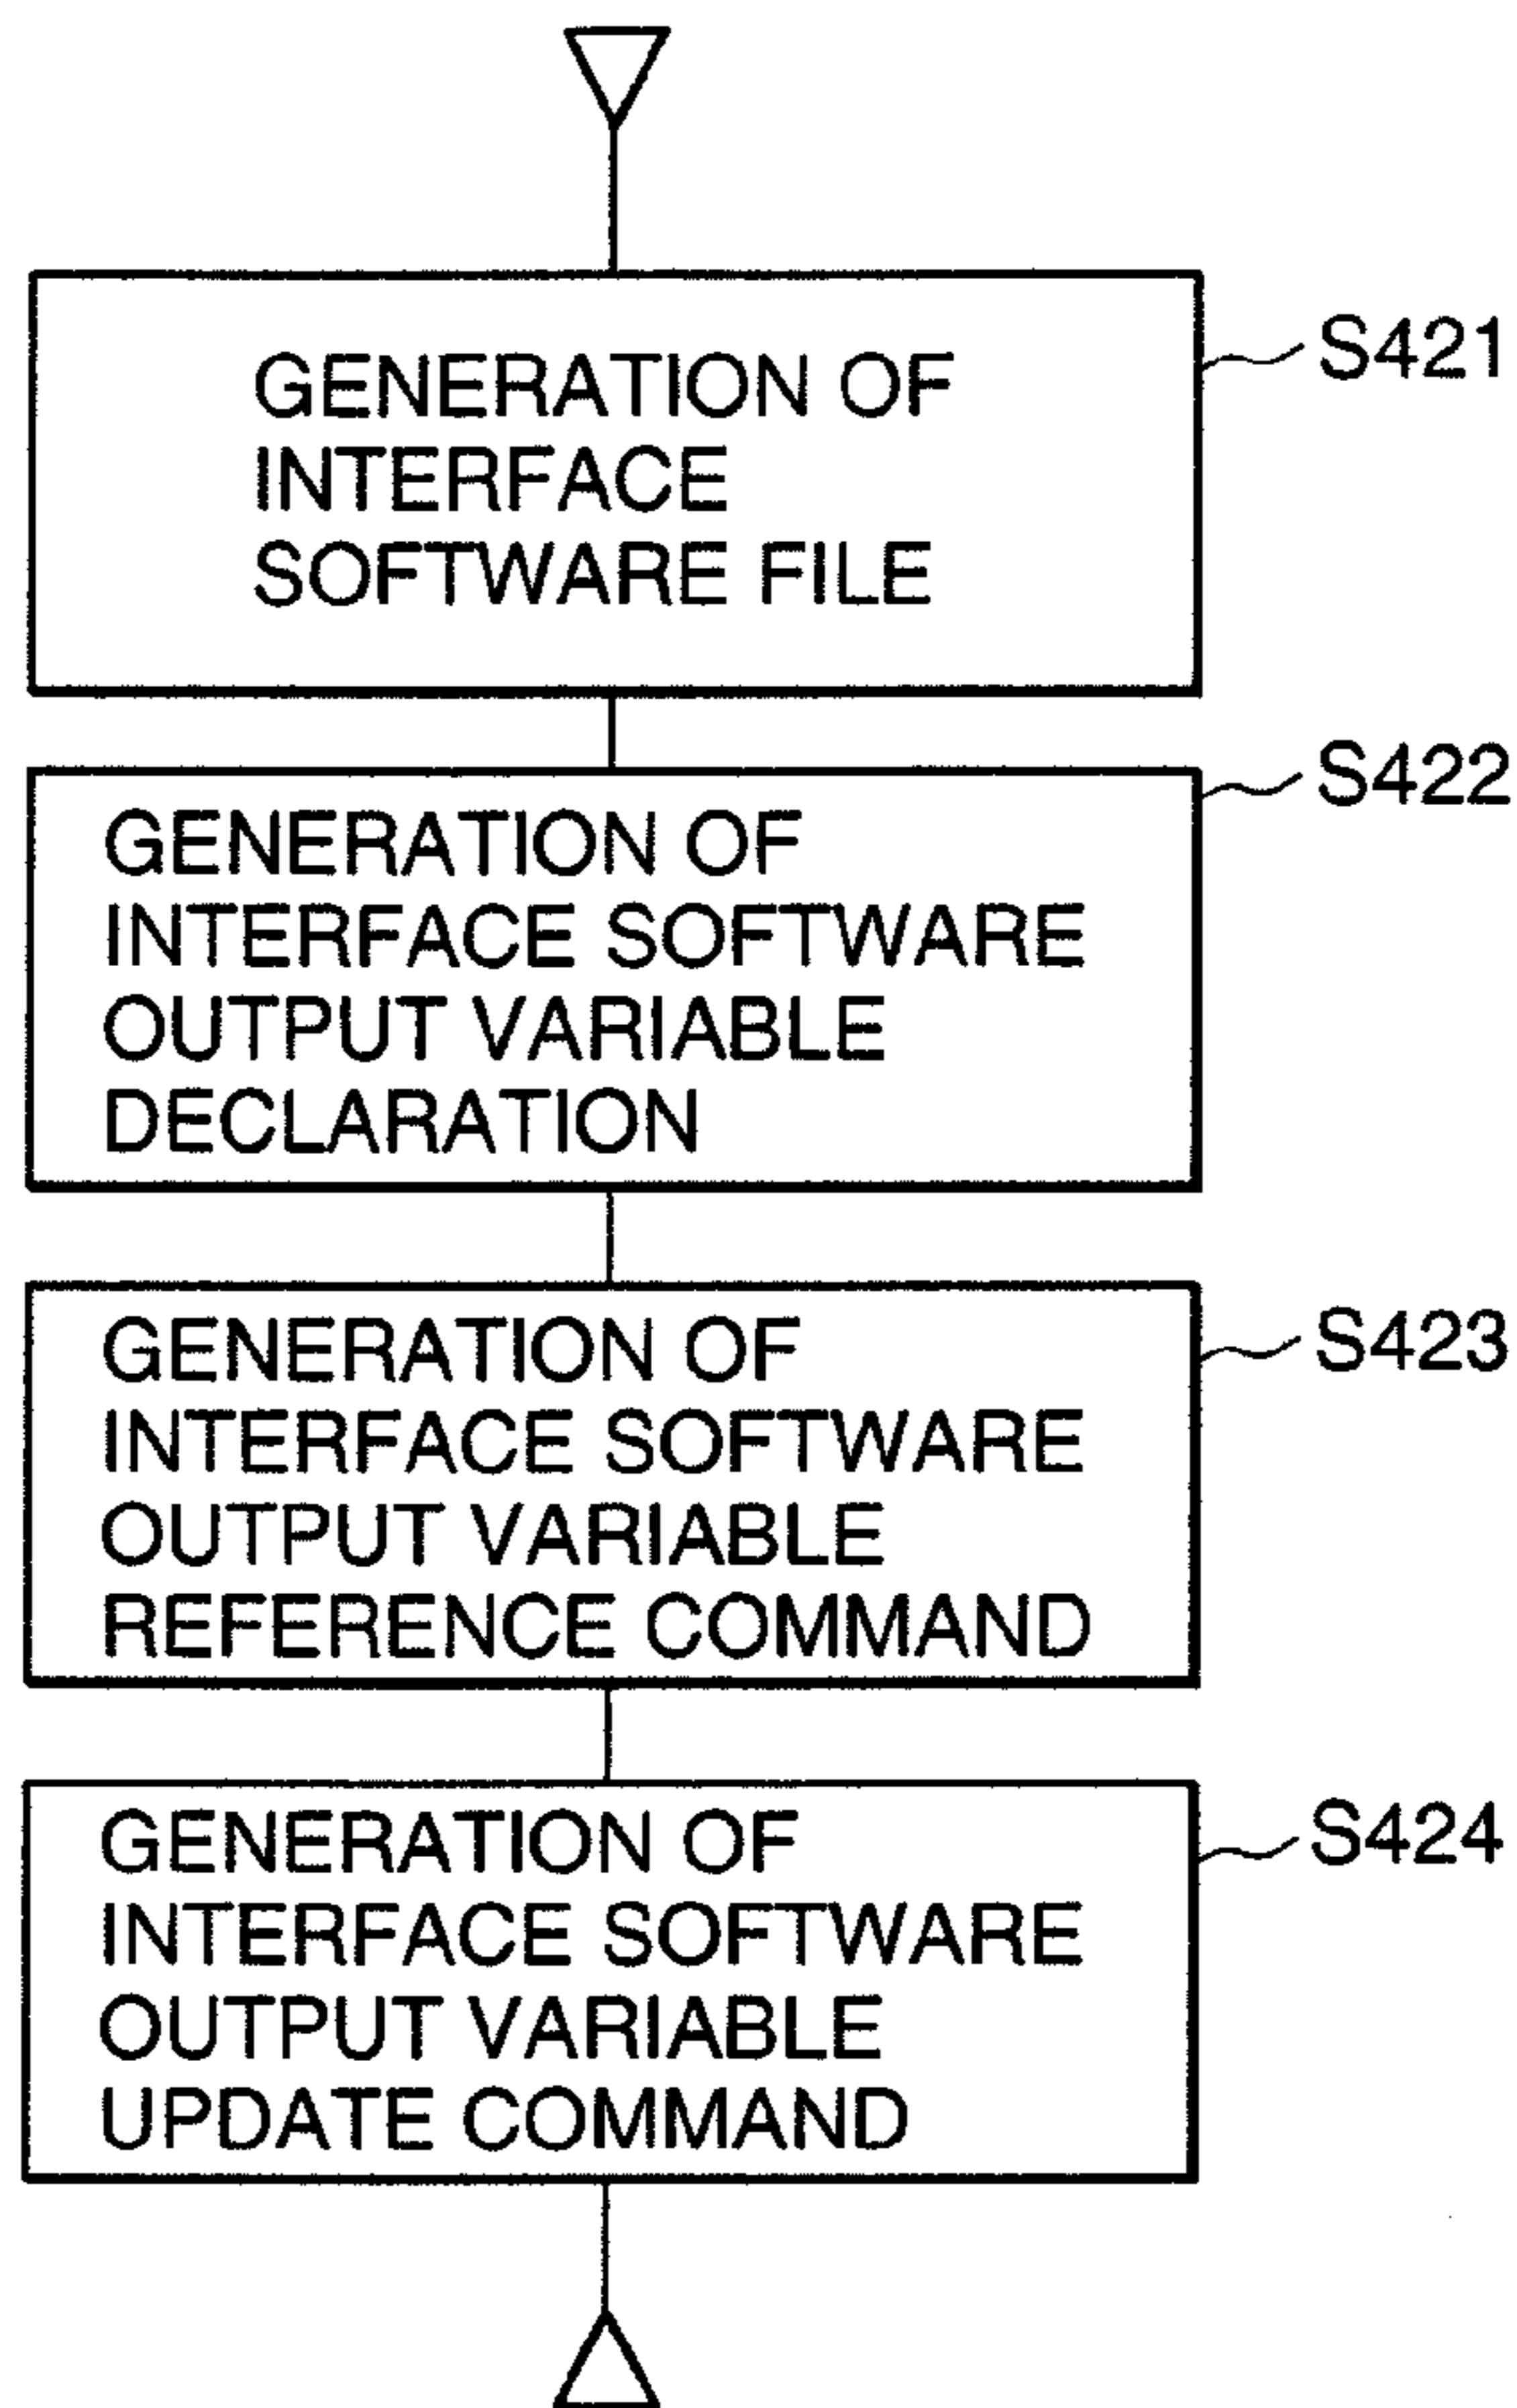 GENERATION OF
INTERFACE
SOFTWARE FILE
S421
GENERATION OF
INTERFACE SOFTWARE
OUTPUT VARIABLE
DECLARATION
S422
GENERATION OF
INTERFACE SOFTWARE
OUTPUT VARIABLE
REFERENCE COMMAND
S423
GENERATION OF
INTERFACE SOFTWARE
OUTPUT VARIABLE
UPDATE COMMAND
S424